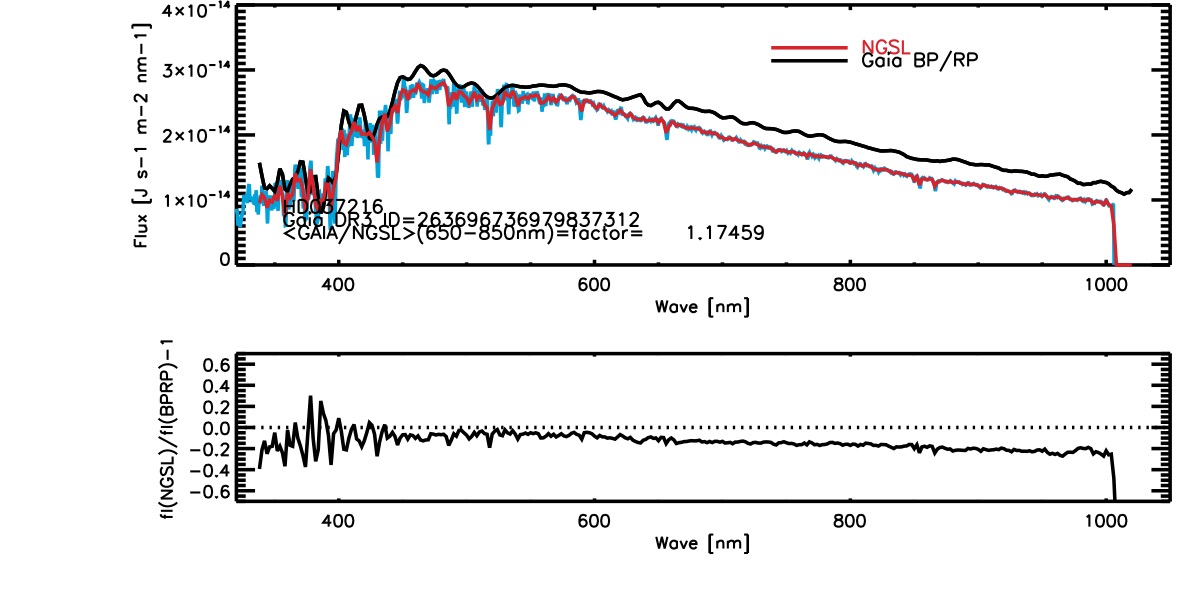 4×10−14
3×10−14
2×10−14
1×10−14
0
Flux [J s−1 m−2 nm−1]
NGSL
Gaia BP/RP
HD037216
Gaia DR3 ID=263696736979837312
<GAIA/NGSL>(650−850nm)=factor= 1.17459
400 600 800 1000
Wave [nm]
fl(NGSL)/fl(BPRP)−1
0.6
0.4
0.2
0.0
−0.2
−0.4
−0.6
400 600 800 1000
Wave [nm]